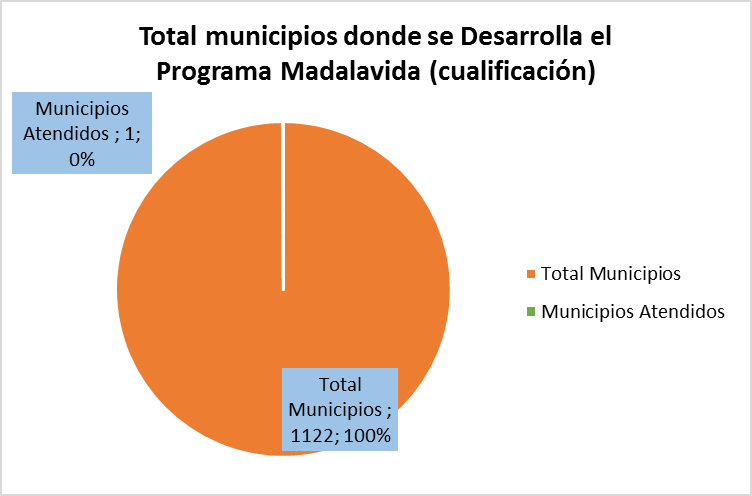 Total municipios donde se Desarrolla el
Programa Madalavida (cualificación)
Municipios
Atendidos ; 1;
0%
Total
Municipios ;
1122; 100%
Total Municipios
Municipios Atendidos